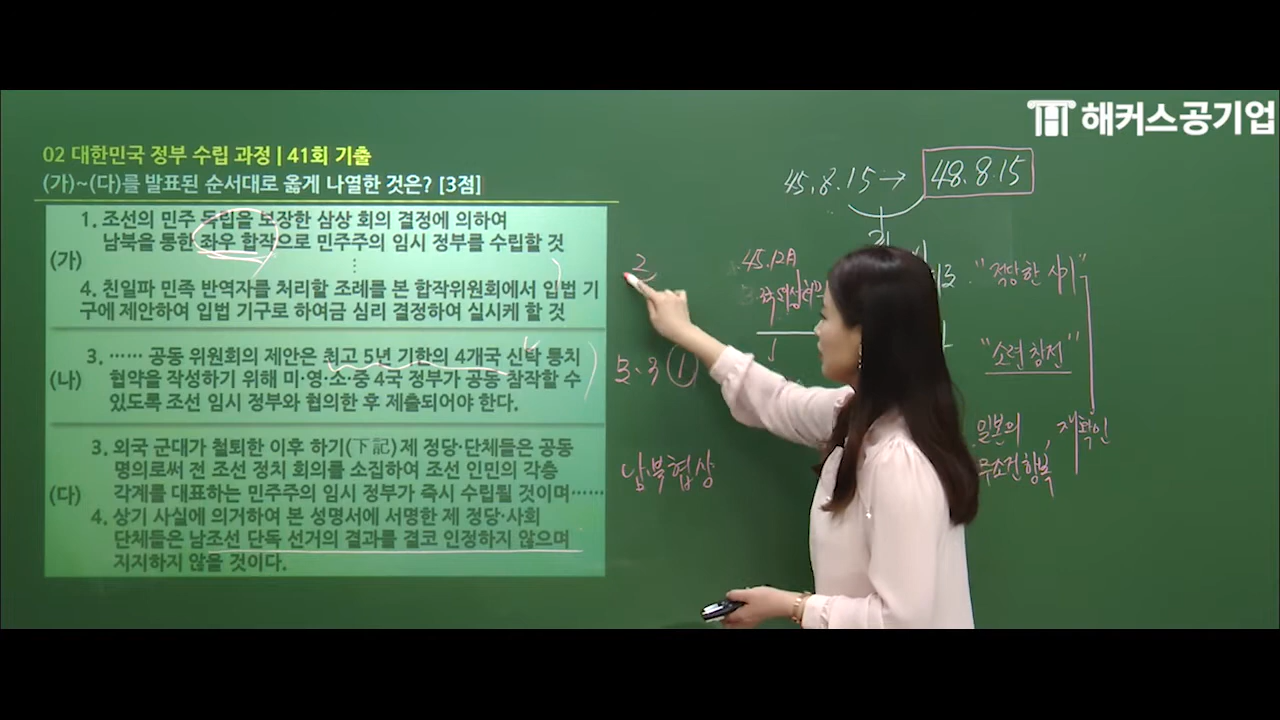 해커스공기업
02 대한민국 정부 수립 과정 | 41회 기출
(가)~(다)를 발표된 순서대로 옳게 나열한 것은? [3점]
(가)
1. 조선의 민주 독립을 보장한 삼상 회의 결정에 의하여
남북을 통한 좌우 합작으로 민주주의 임시 정부를 수립할 것
⋮
4. 친일파 민족 반역자를 처리할 조례를 본 합작위원회에서 입법 기
구에 제안하여 입법 기구로 하여금 심리 결정하여 실시케 할 것
(나)
3. …… 공동 위원회의 제안은 최고 5년 기한의 4개국 신탁 통치
협약을 작성하기 위해 미·영·소·중 4국 정부가 공동 참작할 수
있도록 조선 임시 정부와 협의한 후 제출되어야 한다.
(다)
3. 외국 군대가 철퇴한 이후 하기(下記) 제 정당·단체들은 공동
명의로써 전 조선 정치 회의를 소집하여 조선 인민의 각층
각계를 대표하는 민주주의 임시 정부가 즉시 수립될 것이며……
4. 상기 사실에 의거하여 본 성명서에 서명한 제 정당·사회
단체들은 남조선 단독 선거의 결과를 결코 인정하지 않으며
지지하지 않을 것이다.
2
모·3 ①
남북협상
45.8.15→ 48.8.15
45.12月
"적당한 시기"
"소련 참전"
일본의
무조건항복
재확인